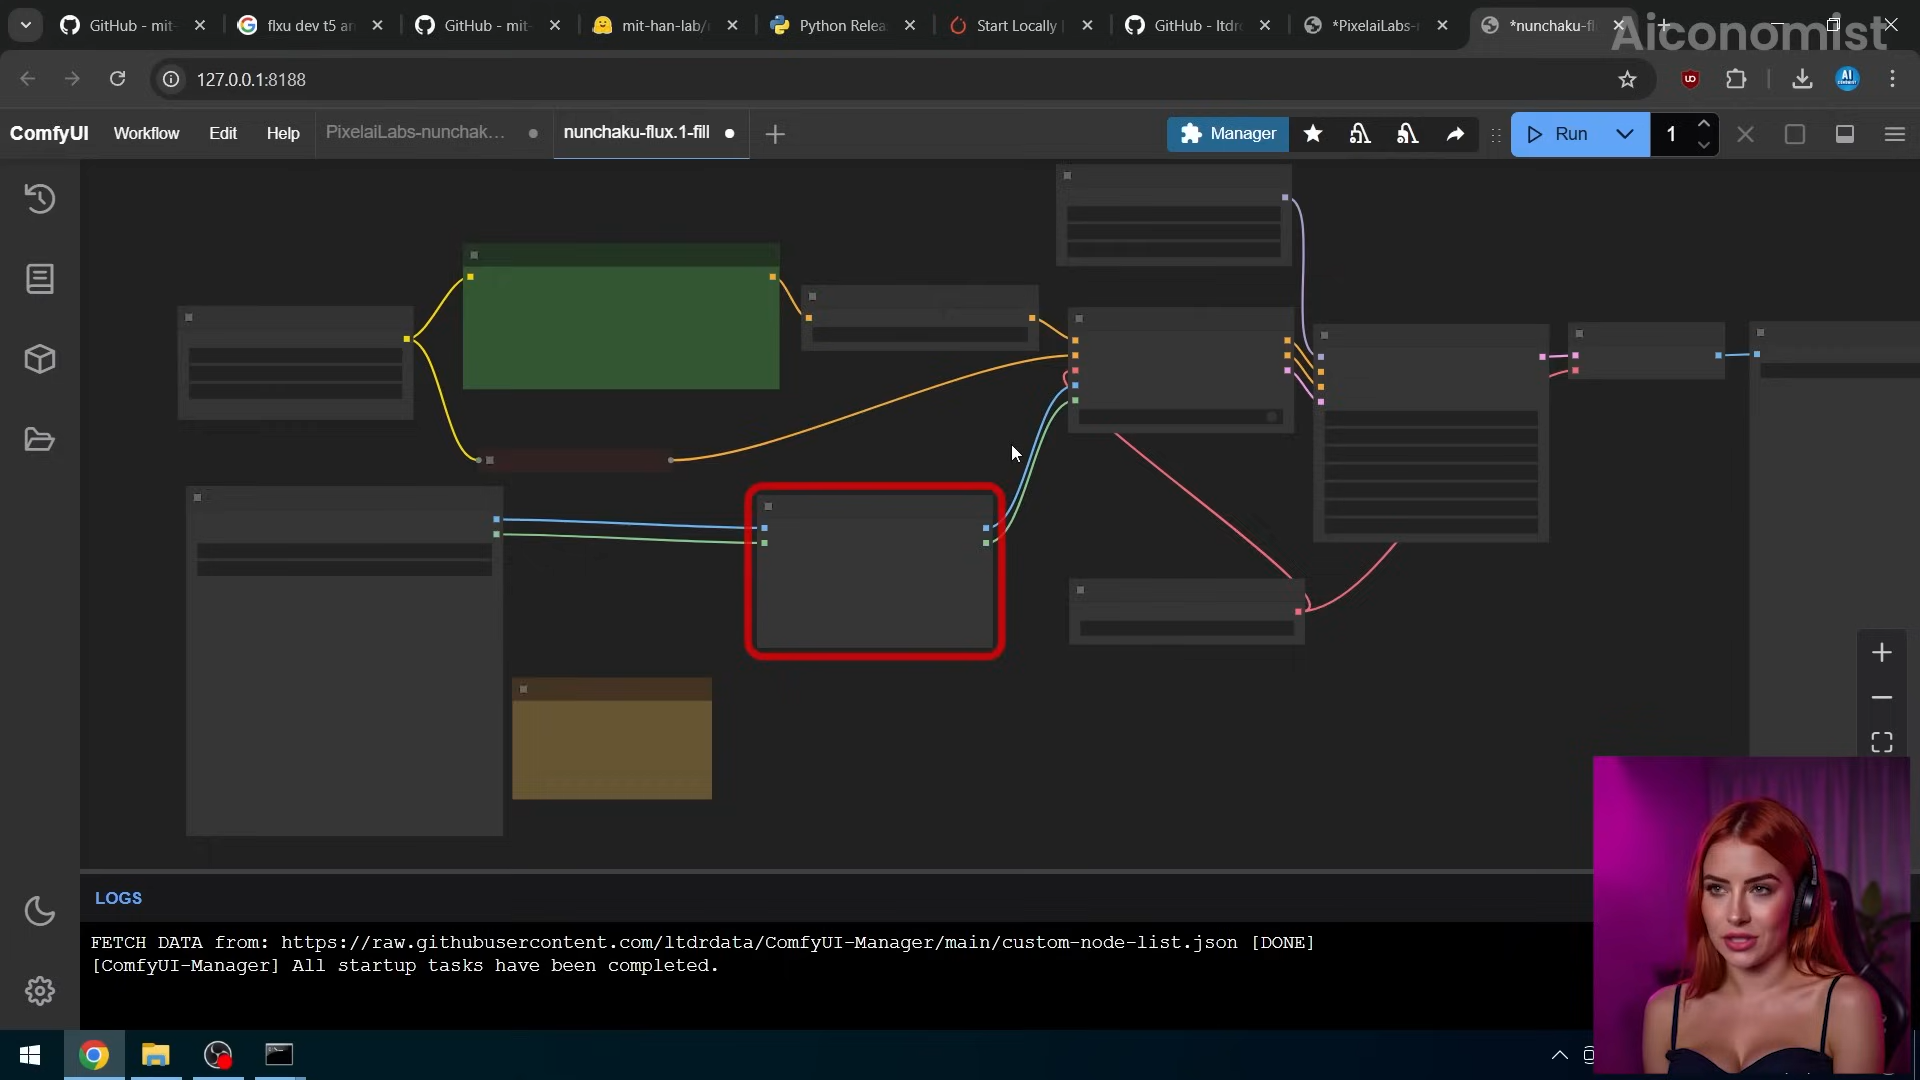 GitHub - mit-
flxu dev t5 an
GitHub - mit-
mit-han-lab/
Python Relea
Start Locally
GitHub - ltdr
*PixelaiLabs-
*nunchaku-fl
Aiconomist
127.0.0.1:8188
ComfyUI
Workflow
Edit
Help
PixelaiLabs-nunchak...
nunchaku-flux.1-fill
Manager
Run
1
LOGS
FETCH DATA from: https://raw.githubusercontent.com/ltdrdata/ComfyUI-Manager/main/custom-node-list.json [DONE]
[ComfyUI-Manager] All startup tasks have been completed.